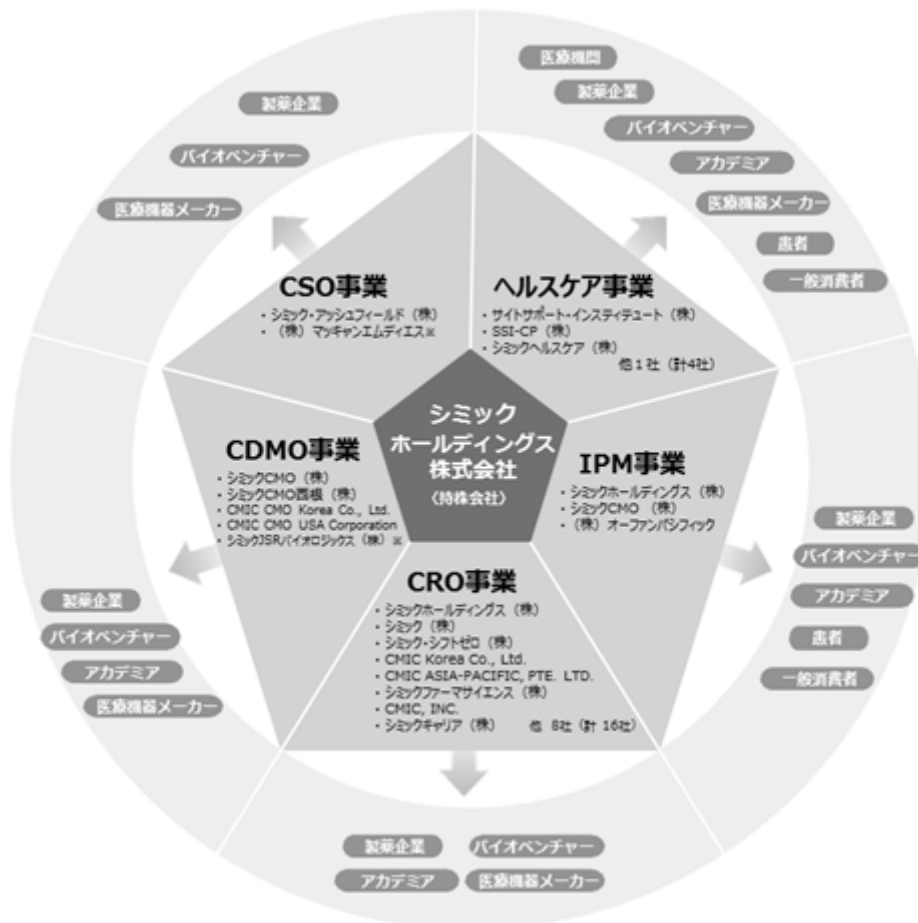 医療機関
製薬企業
バイオベンチャー
アカデミア
医療機器メーカー
患者
一般消費者
製薬企業
バイオベンチャー
医療機器メーカー
CSO事業
・シミック・アッシュフィールド（株）
・（株）マッキャンエムディエス※
ヘルスケア事業
・サイトサポート・インスティテュート（株）
・SSI-CP（株）
・シミックヘルスケア（株）
他１社（計4社）
シミック
ホールディングス
株式会社
〈持株会社〉
CDMO事業
・シミックCMO（株）
・シミックCMO西根（株）
・CMIC CMO Korea Co., Ltd.
・CMIC CMO USA Corporation
・シミックJSRバイオロジックス（株）※
IPM事業
・シミックホールディングス（株）
・シミックCMO （株）
・（株）オーファンパシフィック
製薬企業
バイオベンチャー
アカデミア
患者
一般消費者
製薬企業
バイオベンチャー
アカデミア
医療機器メーカー
CRO事業
・シミックホールディングス（株）
・シミック（株）
・シミック・シフトゼロ（株）
・CMIC Korea Co., Ltd.
・CMIC ASIA-PACIFIC, PTE. LTD.
・シミックファーマサイエンス（株）
・CMIC, INC.
・シミックキャリア（株） 他 8社（計 16社）
製薬企業 バイオベンチャー
アカデミア 医療機器メーカー